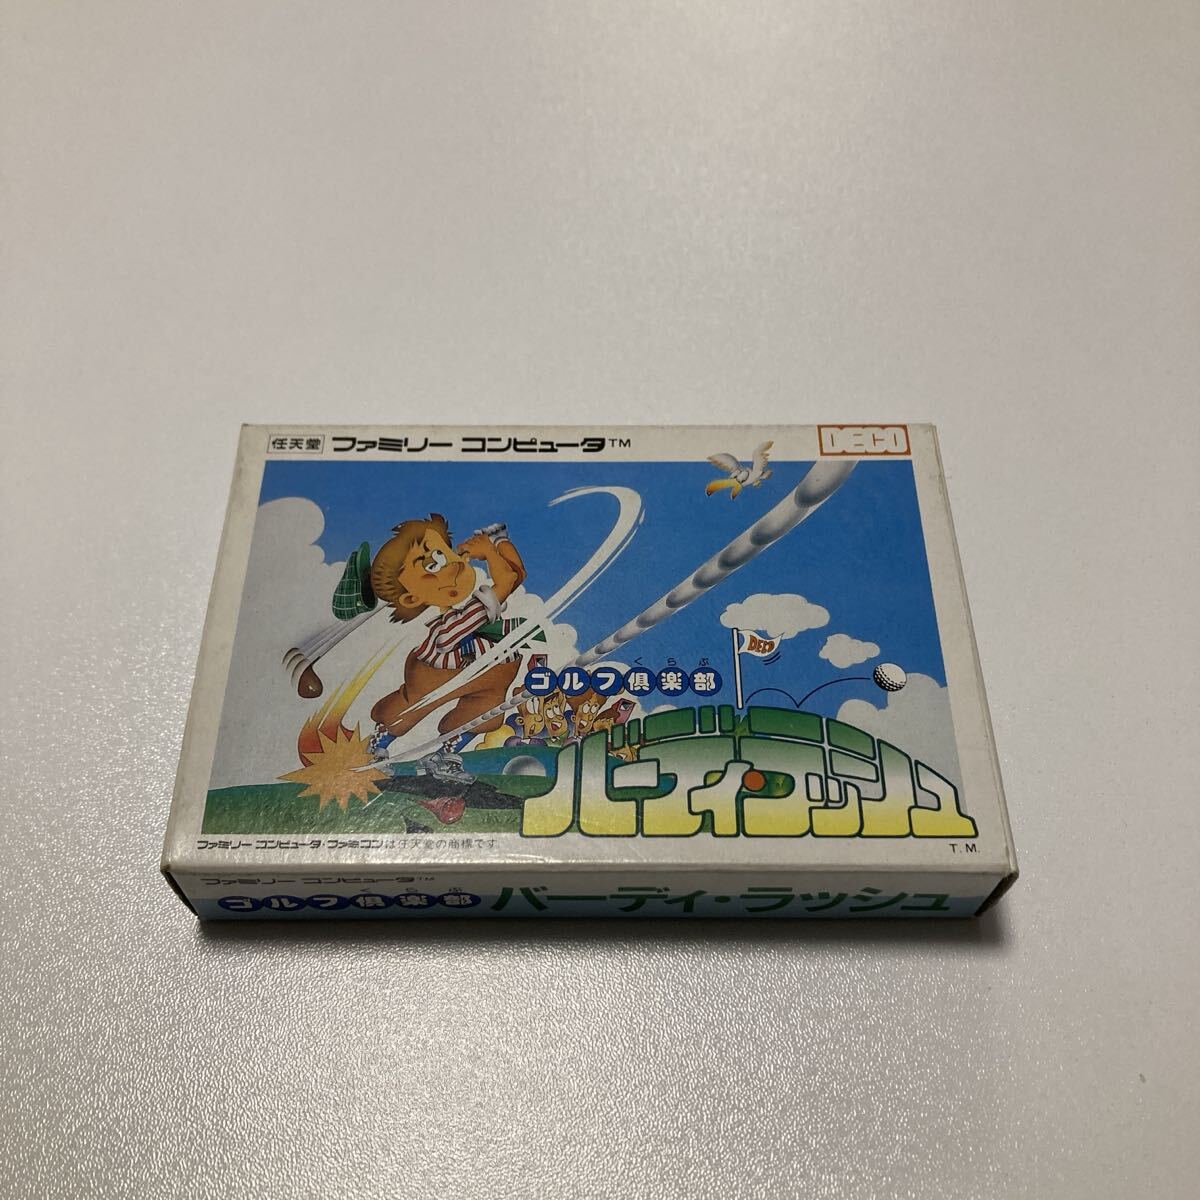 任天堂 ファミリー コンピュータ™
DECO
DECO
くらぶ
ゴルフ倶楽部
バーディ・ラッシュ
T.M.
ファミリー コンピュータ・ファミコンは任天堂の商標です
ファミリー コンピュータ™
くらぶ
ゴルフ倶楽部 バーディ・ラッシュ